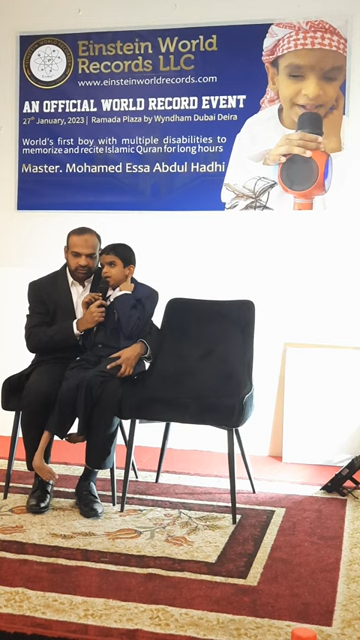 Einstein World
Records LLC
www.einsteinworldrecords.com
AN OFFICIAL WORLD RECORD EVENT
27th January, 2023 | Ramada Plaza by Wyndham Dubai Deira
World's first boy with multiple disabilities to
memorize and recite Islamic Quran for long hours
Master. Mohamed Essa Abdul Hadhi